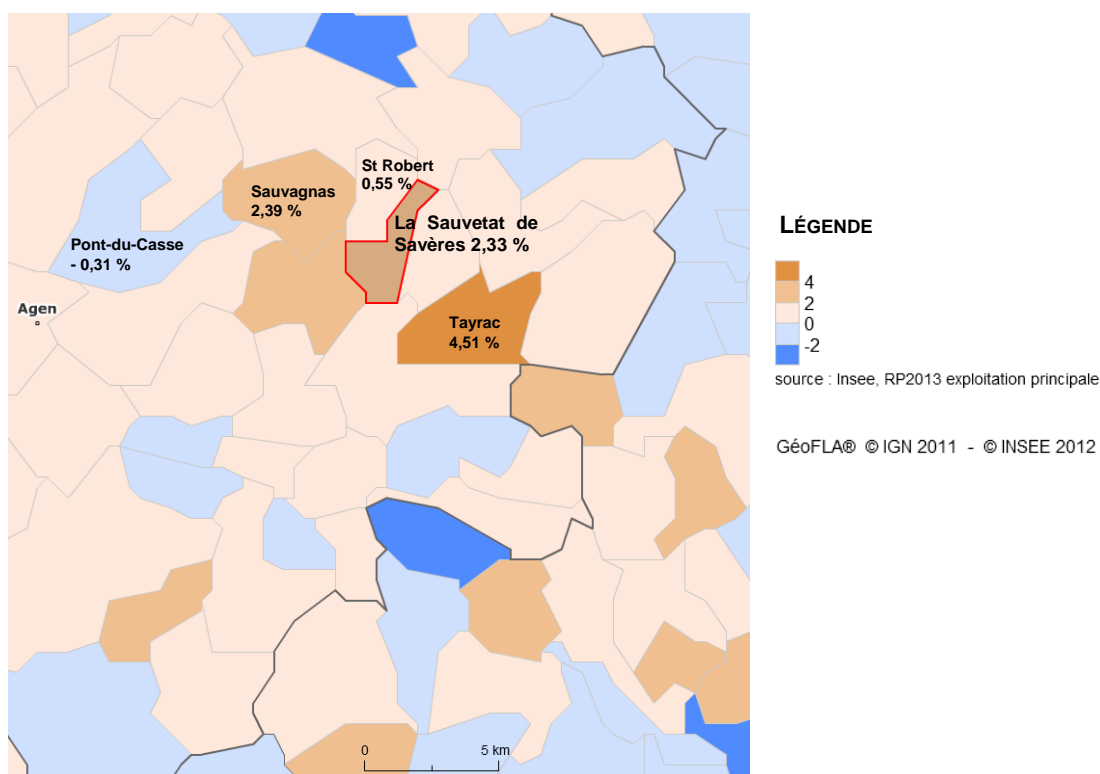 St Robert
0,55 %
Sauvagnas
2,39 %
La Sauvetat de
Savères 2,33 %
Pont-du-Casse
- 0,31 %
Agen
Tayrac
4,51 %
0 5 km
LÉGENDE
4
2
0
-2
source : Insee, RP2013 exploitation principale
GéoFLA® © IGN 2011 - © INSEE 2012